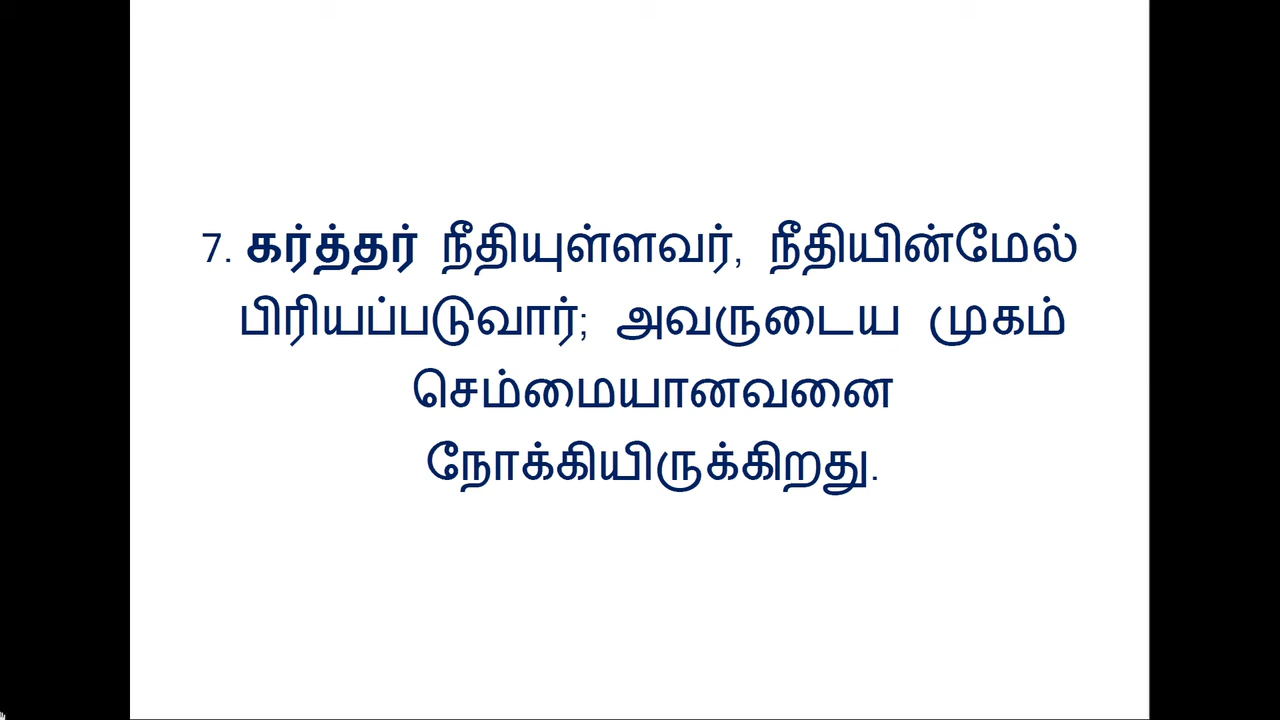 7. கர்த்தர் நீதியுள்ளவர், நீதியின்மேல்
பிரியப்படுவார்; அவருடைய முகம்
செம்மையானவனை
நோக்கியிருக்கிறது.